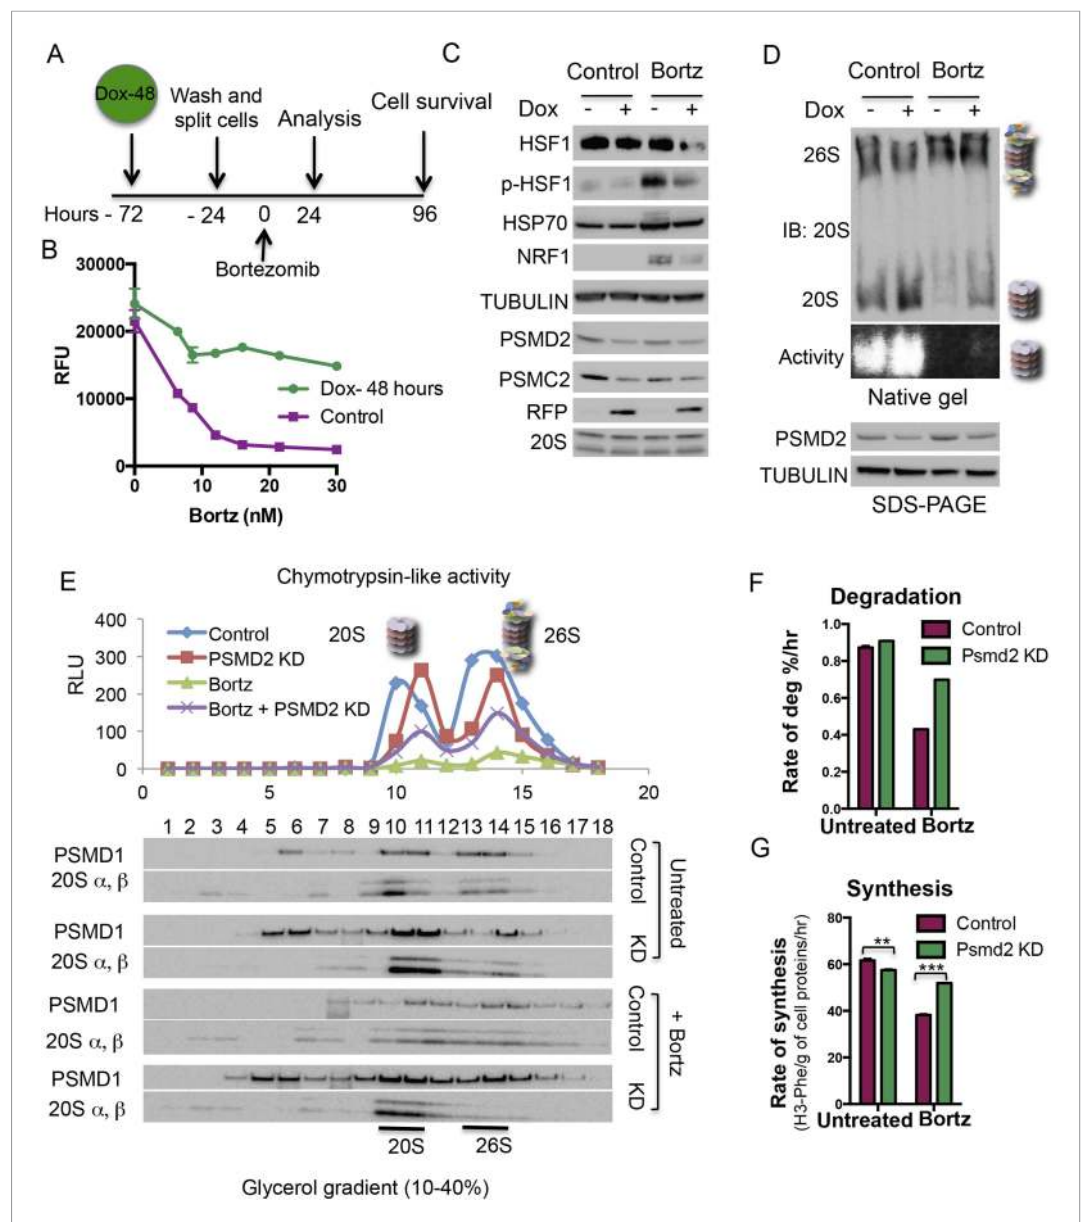 A
Dox-48
Wash and
split cells
Analysis
Cell survival
Hours - 72
- 24
0
24
96
Bortezomib
B
30000
20000
10000
0
RFU
0
10
20
30
Bortz (nM)
Dox- 48 hours
Control
C
Control Bortz
Dox - + - +
HSF1
p-HSF1
HSP70
NRF1
TUBULIN
PSMD2
PSMC2
RFP
20S
D
Control Bortz
Dox - + - +
26S
IB: 20S
20S
Activity
Native gel
PSMD2
TUBULIN
SDS-PAGE
E
Chymotrypsin-like activity
400
300
200
100
0
RLU
Control
PSMD2 KD
Bortz
Bortz + PSMD2 KD
20S
26S
0 5 10 15 20
1 2 3 4 5 6 7 8 9 10 11 12 13 14 15 16 17 18
PSMD1
20S α, β
Control
PSMD1
20S α, β
KD
Untreated
PSMD1
20S α, β
Control
PSMD1
20S α, β
KD
+ Bortz
20S
26S
Glycerol gradient (10-40%)
F
Degradation
Control
Psmd2 KD
1.0
0.8
0.6
0.4
0.2
0.0
Rate of deg %/hr
Untreated Bortz
G
Synthesis
Control
Psmd2 KD
80
60
40
20
0
**
***
Rate of synthesis
(H3-Phe/g of cell proteins/hr)
Untreated Bortz